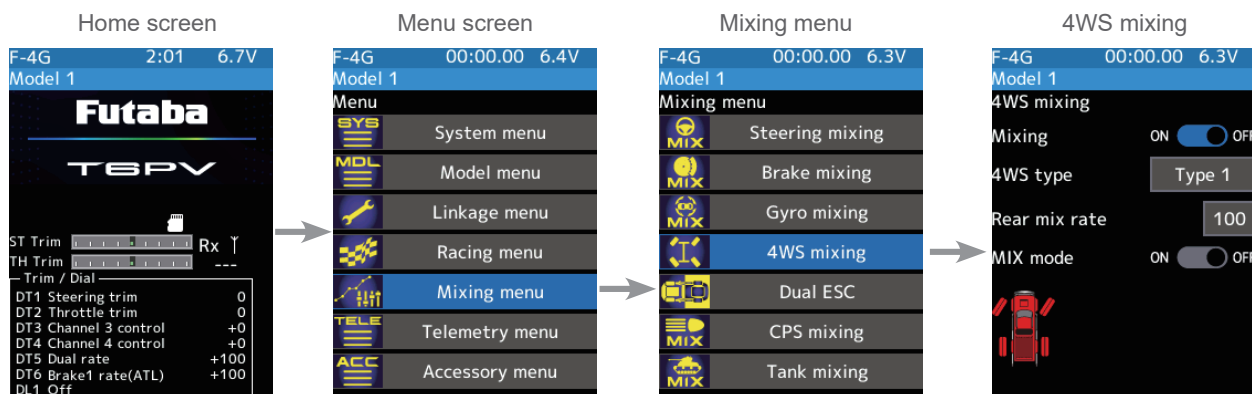 Home screen
F-4G 2:01 6.7V
Model 1
Futaba
T6PV
ST Trim Rx
TH Trim ---
Trim / Dial
DT1 Steering trim 0
DT2 Throttle trim 0
DT3 Channel 3 control +0
DT4 Channel 4 control +0
DT5 Dual rate +100
DT6 Brake1 rate(ATL) +100
DL1 Off
Menu screen
F-4G 00:00.00 6.4V
Model 1
Menu
SYS System menu
MDL Model menu
Linkage menu
Racing menu
Mixing menu
TELE Telemetry menu
ACC Accessory menu
Mixing menu
F-4G 00:00.00 6.3V
Model 1
Mixing menu
MIX Steering mixing
MIX Brake mixing
MIX Gyro mixing
4WS mixing
Dual ESC
MIX CPS mixing
MIX Tank mixing
4WS mixing
F-4G 00:00.00 6.3V
Model 1
4WS mixing
Mixing ON OFF
4WS type Type 1
Rear mix rate 100
MIX mode ON OFF